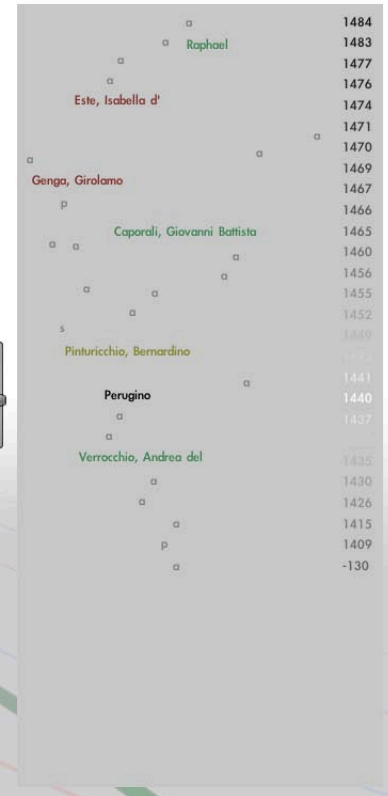 a 1484
a Raphael 1483
a 1477
a 1476
Este, Isabella d' 1474
a 1471
a a 1470
1469
Genga, Girolamo 1467
p 1466
Caporali, Giovanni Battista 1465
a a a 1460
a 1456
a a 1455
a 1452
s 1449
Pinturicchio, Bernardino
a 1441
Perugino 1440
a 1437
a
Verrocchio, Andrea del 1435
a 1430
a 1426
a 1415
p 1409
a -130